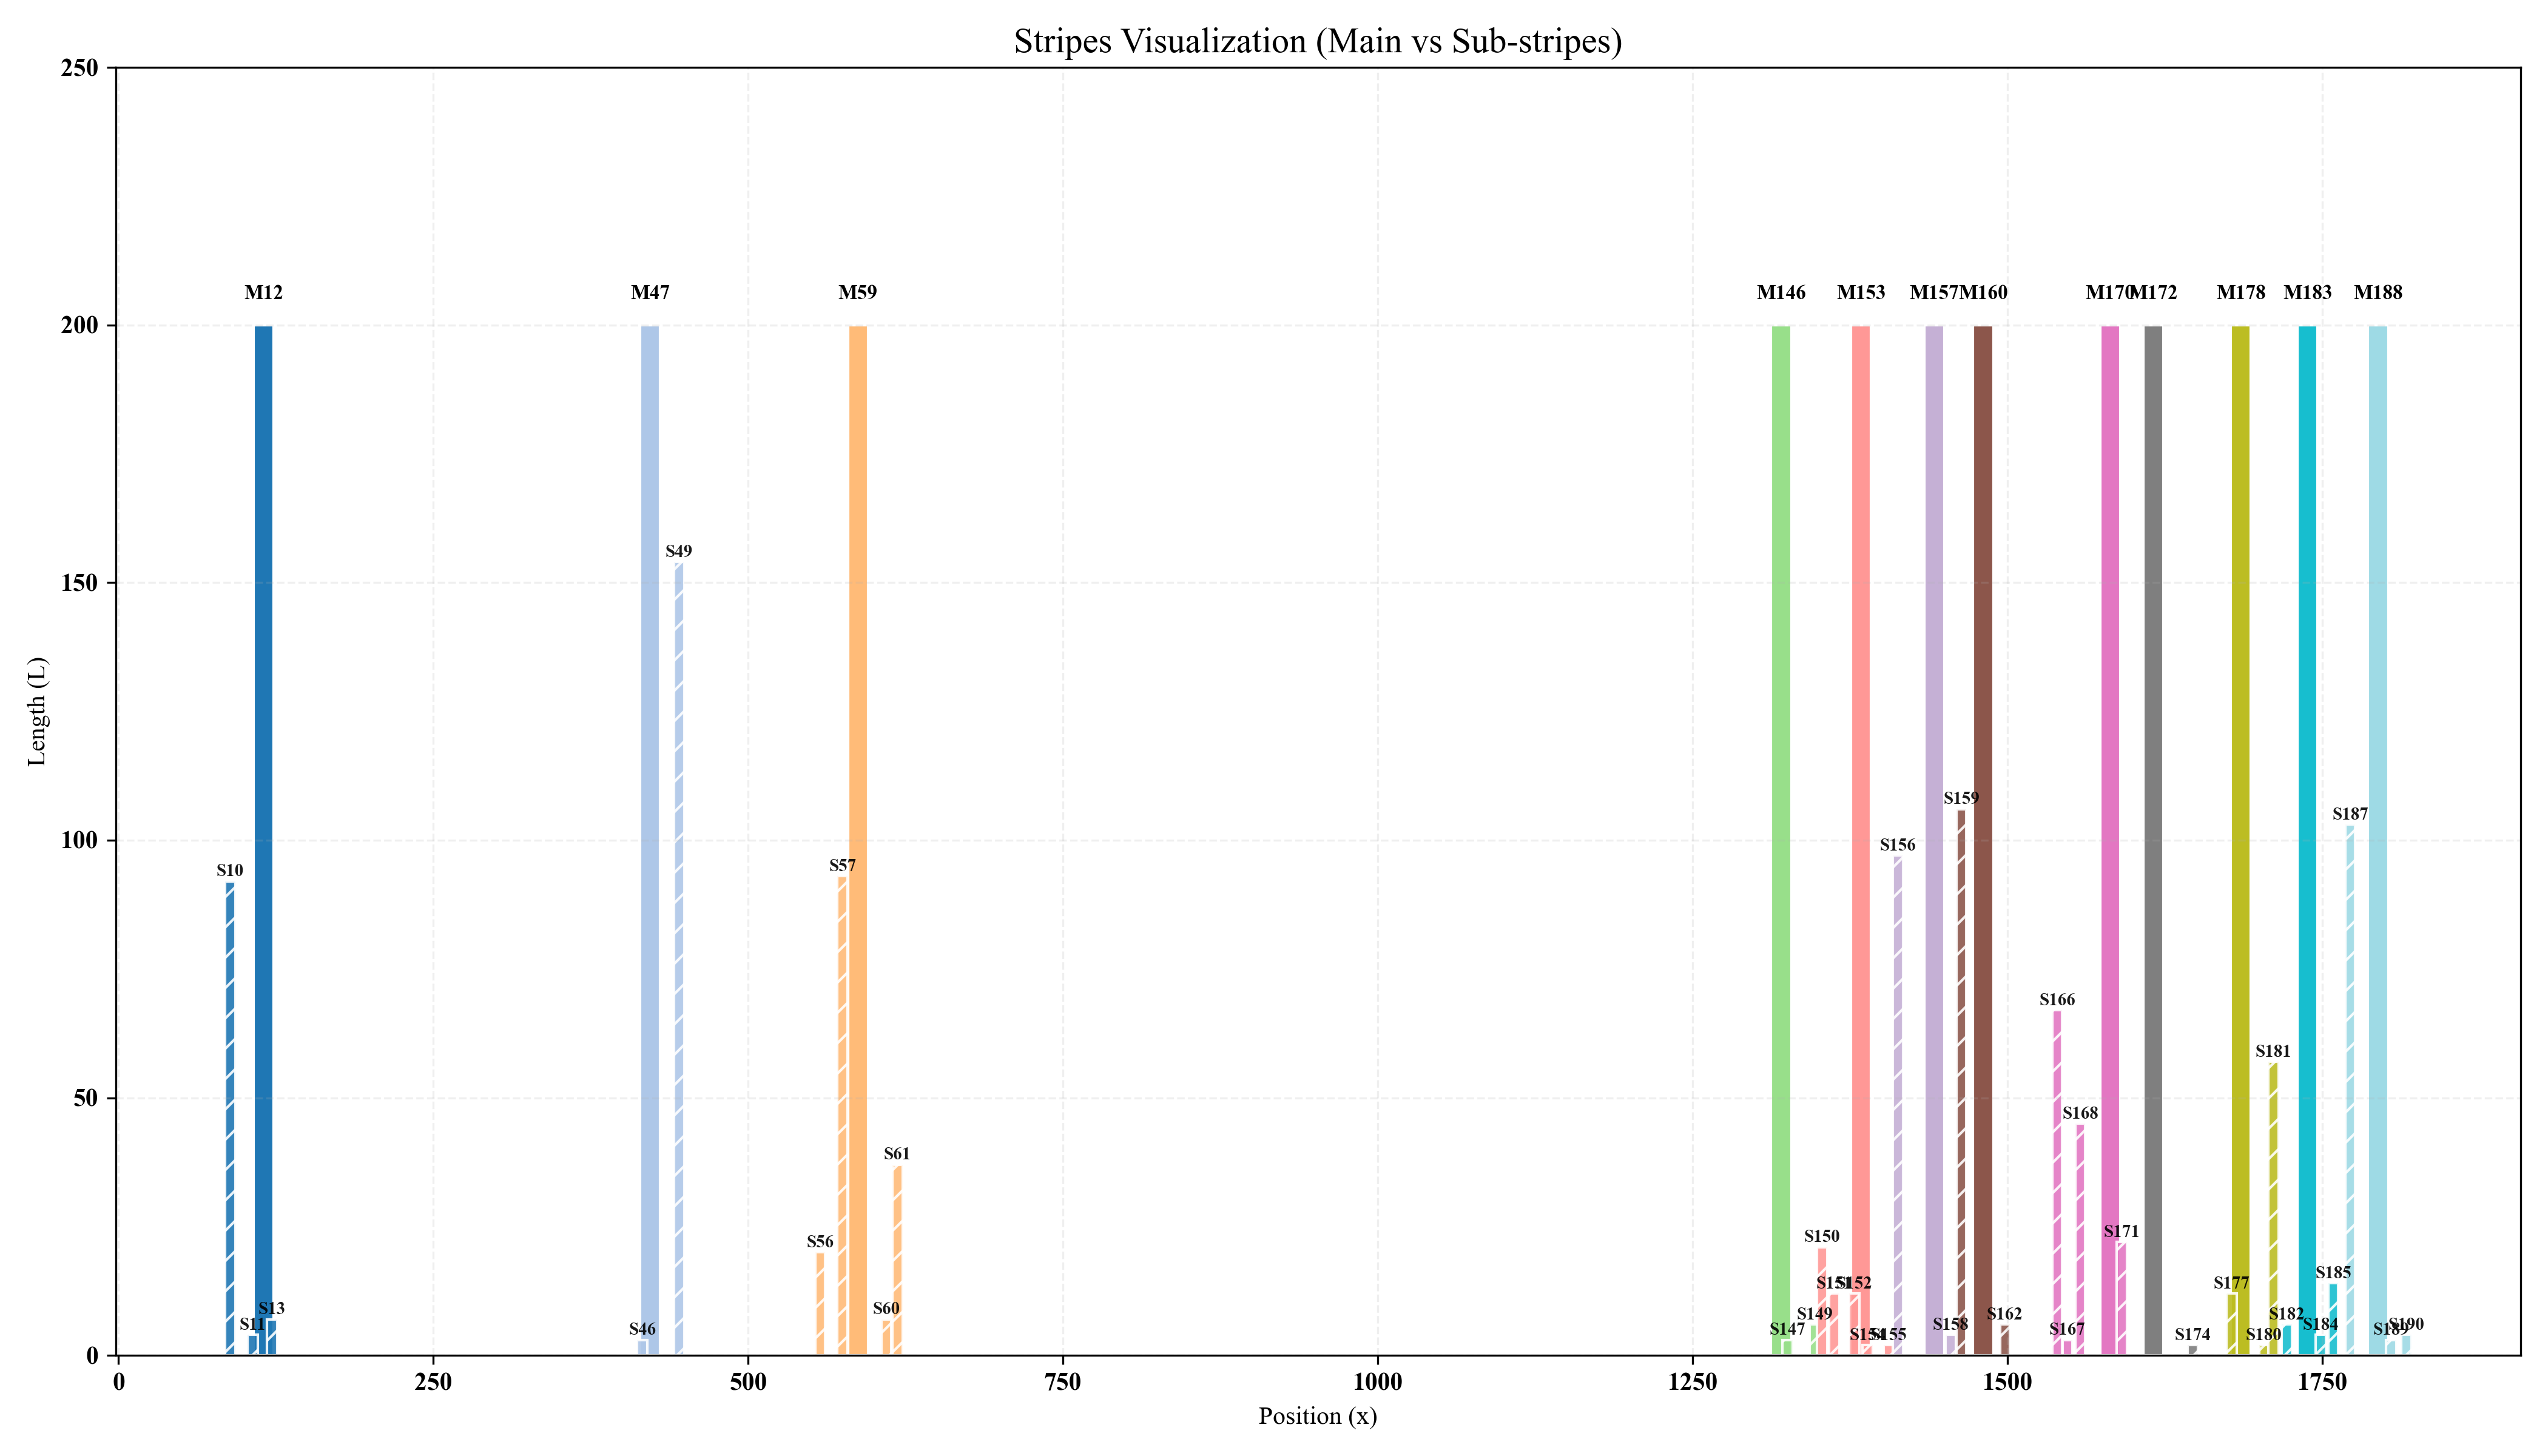 Stripes Visualization (Main vs Sub-stripes)
250
M12 M47 M59 M146 M153 M157 M160 M170 M172 M178 M183 M188
200
S49
150
S159
S187
100
S156
S57
S10
S166
50
S181
S168
S61
S171
S150
S56
S185
S151 S152 S177
S13 S60 S149 S162 S182
S11 S158 S184 S190
S46 S147 S154 S155 S167 S174 S180 S189
0
0 250 500 750 1000 1250 1500 1750
Position (x)
Length (L)